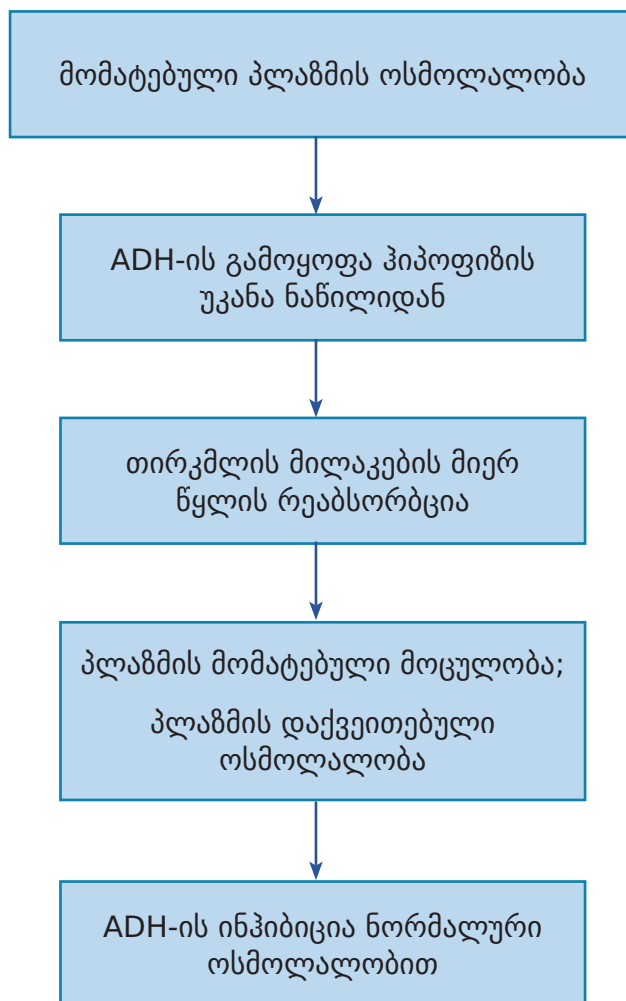 მომატებული პლაზმის ოსმოლალობა
ADH-ის გამოყოფა ჰიპოფიზის
უკანა ნაწილიდან
თირკმლის მილაკების მიერ
წყლის რეაბსორბცია
პლაზმის მომატებული მოცულობა;
პლაზმის დაქვეითებული
ოსმოლალობა
ADH-ის ინჰიბიცია ნორმალური
ოსმოლალობით